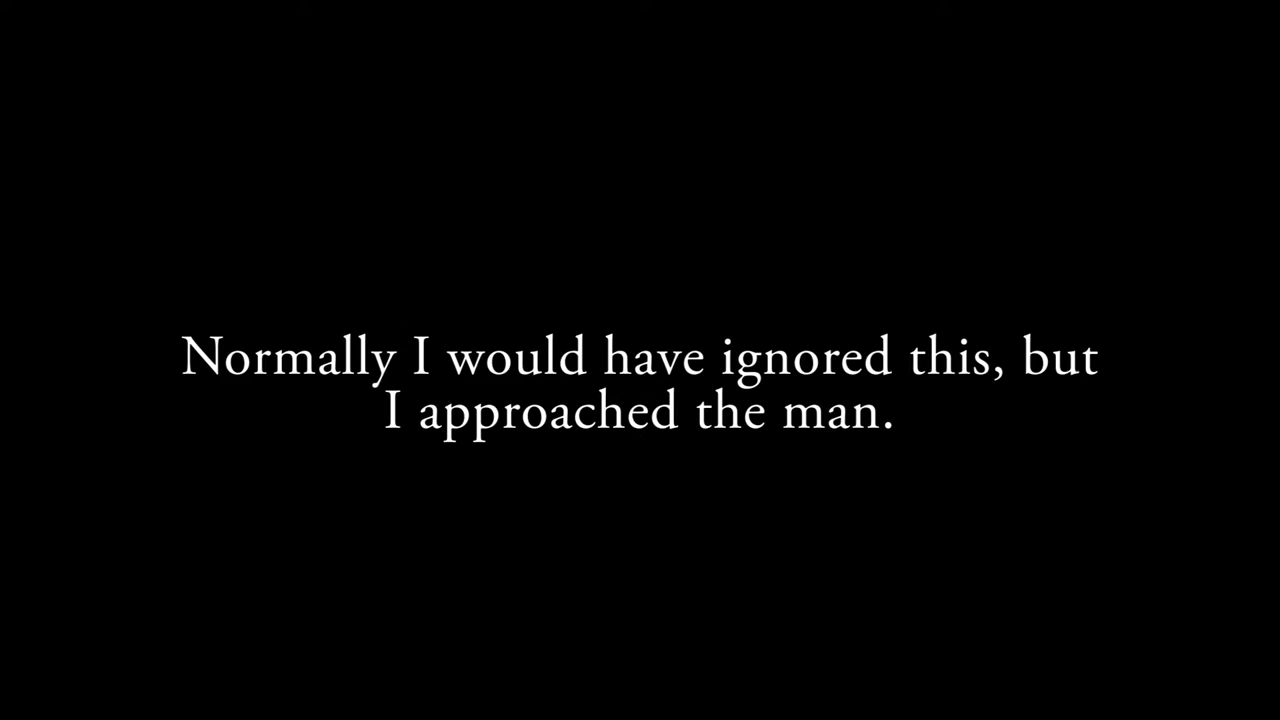 Normally I would have ignored this, but
I approached the man.